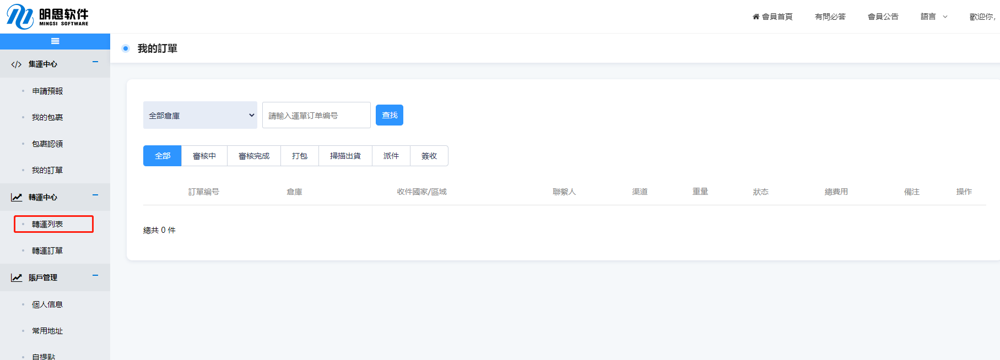 明思软件
MINGSI SOFTWARE
會員首頁 有問必答 會員公告 語言 歡迎你,
我的訂單
集運中心
申請預報
我的包裹
包裹認領
我的訂單
轉運中心
轉運列表
轉運訂單
賬戶管理
個人信息
常用地址
自提點
全部倉庫 請輸入運單订单编号 查找
全部 審核中 審核完成 打包 掃描出貨 派件 簽收
訂單编号 倉庫 收件國家/區域 聯繫人 渠道 重量 狀态 總費用 備注 操作
總共 0 件